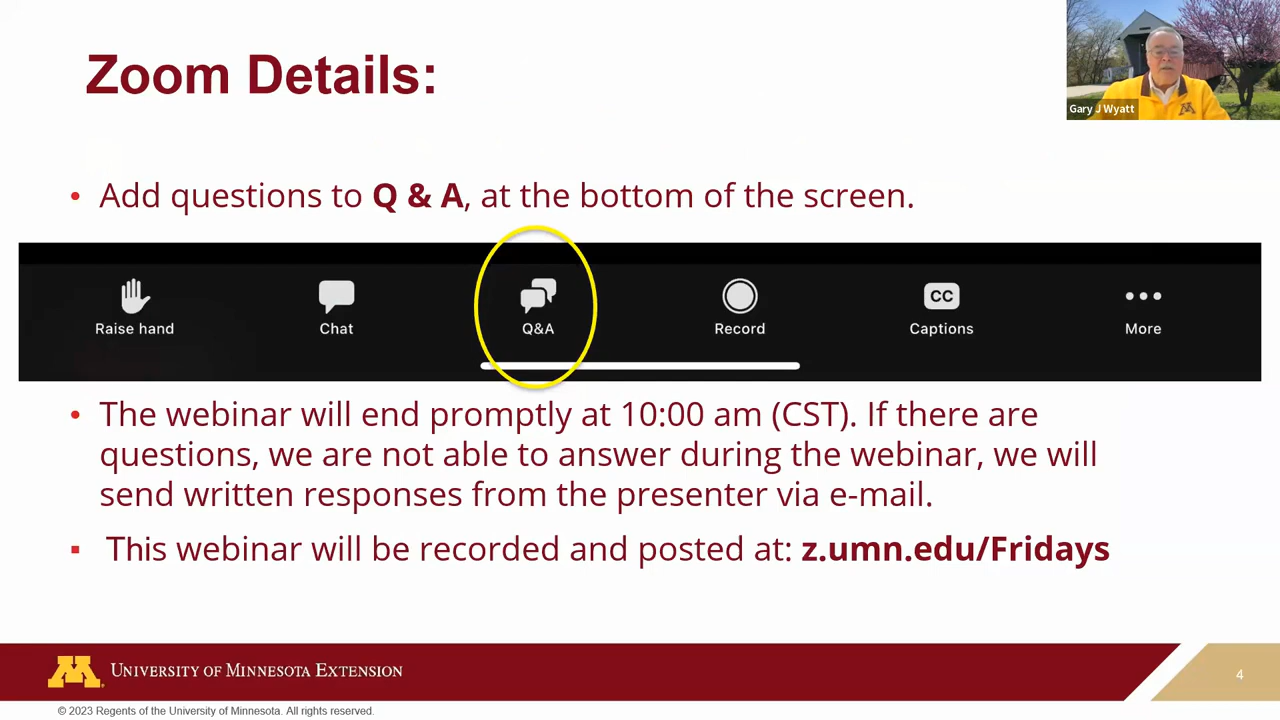 Zoom Details:
Gary J Wyatt
• Add questions to Q & A, at the bottom of the screen.
Raise hand
Chat
Q&A
Record
CC
Captions
More
• The webinar will end promptly at 10:00 am (CST). If there are
questions, we are not able to answer during the webinar, we will
send written responses from the presenter via e-mail.
▪ This webinar will be recorded and posted at: z.umn.edu/Fridays
M
UNIVERSITY OF MINNESOTA EXTENSION
4
© 2023 Regents of the University of Minnesota. All rights reserved.